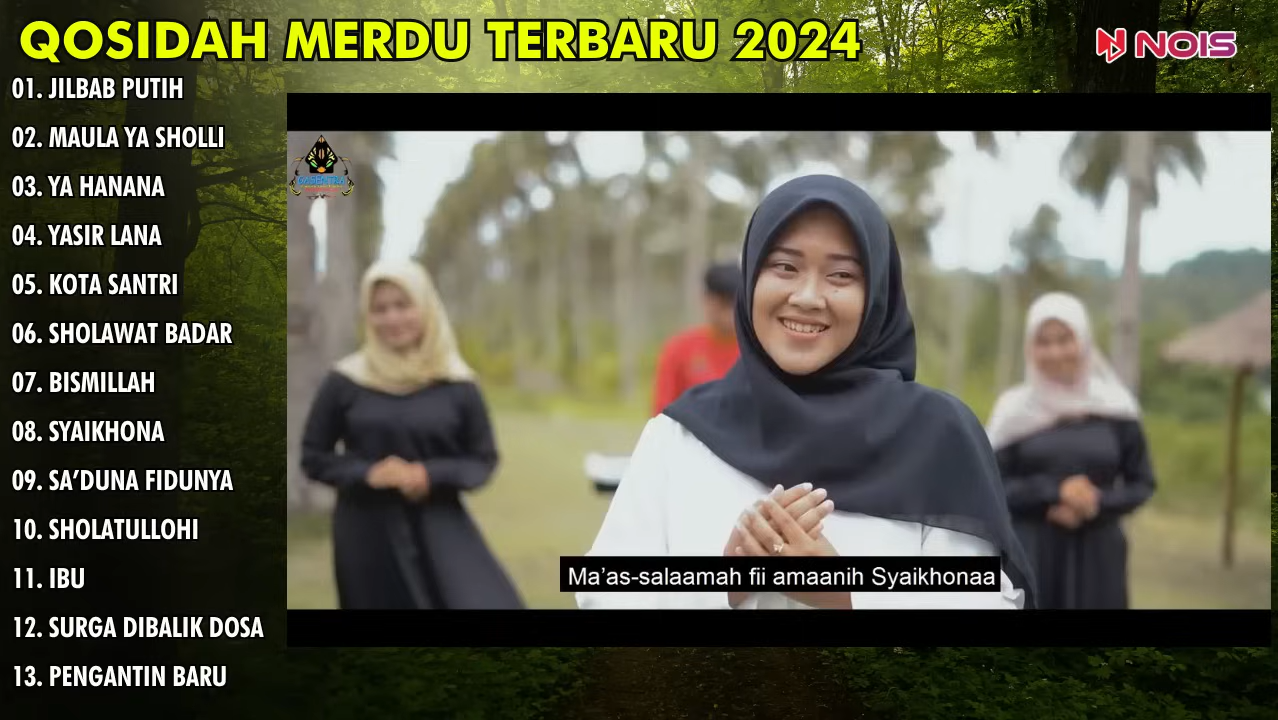 QOSIDAH MERDU TERBARU 2024
NOIS
01. JILBAB PUTIH
02. MAULA YA SHOLLI
03. YA HANANA
04. YASIR LANA
05. KOTA SANTRI
06. SHOLAWAT BADAR
07. BISMILLAH
08. SYAIKHONA
09. SA'DUNA FIDUNYA
10. SHOLATULLOHI
11. IBU
12. SURGA DIBALIK DOSA
13. PENGANTIN BARU
Ma'as-salaamah fii amaanih Syaikhonaa